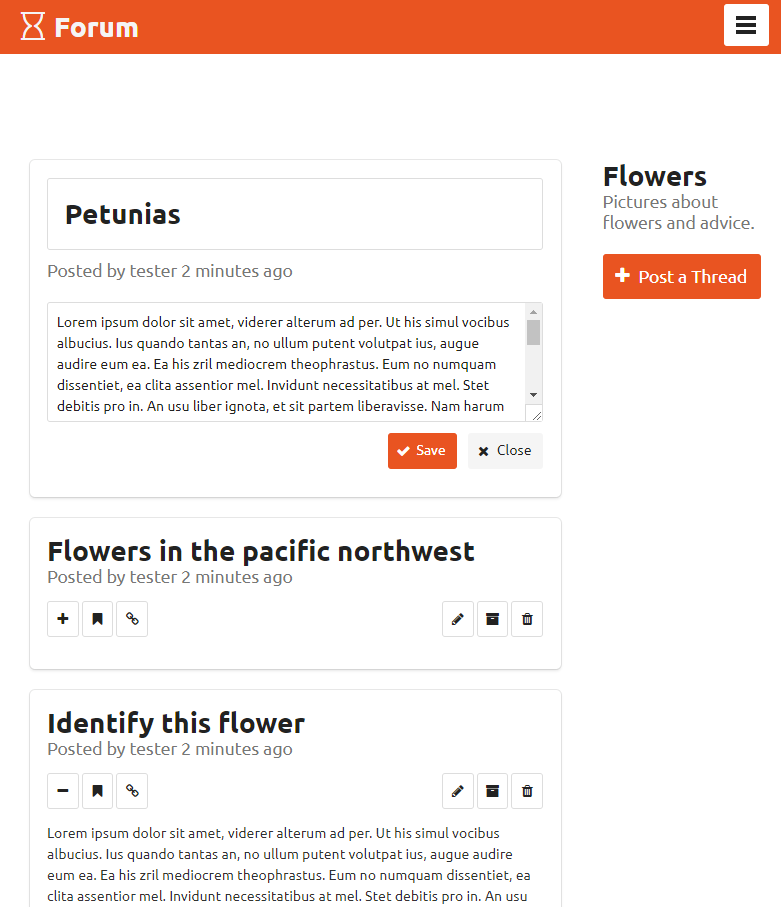 Forum
Petunias
Posted by tester 2 minutes ago
Lorem ipsum dolor sit amet, viderer alterum ad per. Ut his simul vocibus
albucius. Ius quando tantas an, no ullum putent volutpat ius, augue
audire eum ea. Ea his zril mediocrem theophrastus. Eum no numquam
dissentiet, ea clita assentior mel. Invidunt necessitatibus at mel. Stet
debitis pro in. An usu liber ignota, et sit partem liberavisse. Nam harum
Save
Close
Flowers in the pacific northwest
Posted by tester 2 minutes ago
Identify this flower
Posted by tester 2 minutes ago
Lorem ipsum dolor sit amet, viderer alterum ad per. Ut his simul vocibus
albucius. Ius quando tantas an, no ullum putent volutpat ius, augue audire
eum ea. Ea his zril mediocrem theophrastus. Eum no numquam dissentiet, ea
clita assentior mel. Invidunt necessitatibus at mel. Stet debitis pro in. An usu
Flowers
Pictures about
flowers and advice.
Post a Thread